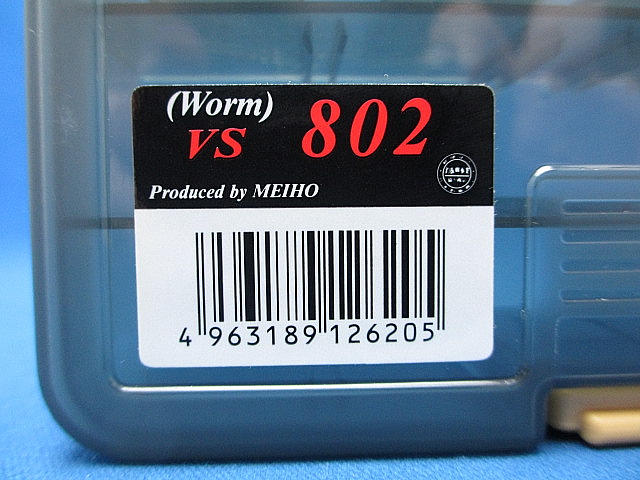 (Worm)
VS 802
Produced by MEIHO
4 963189 126205